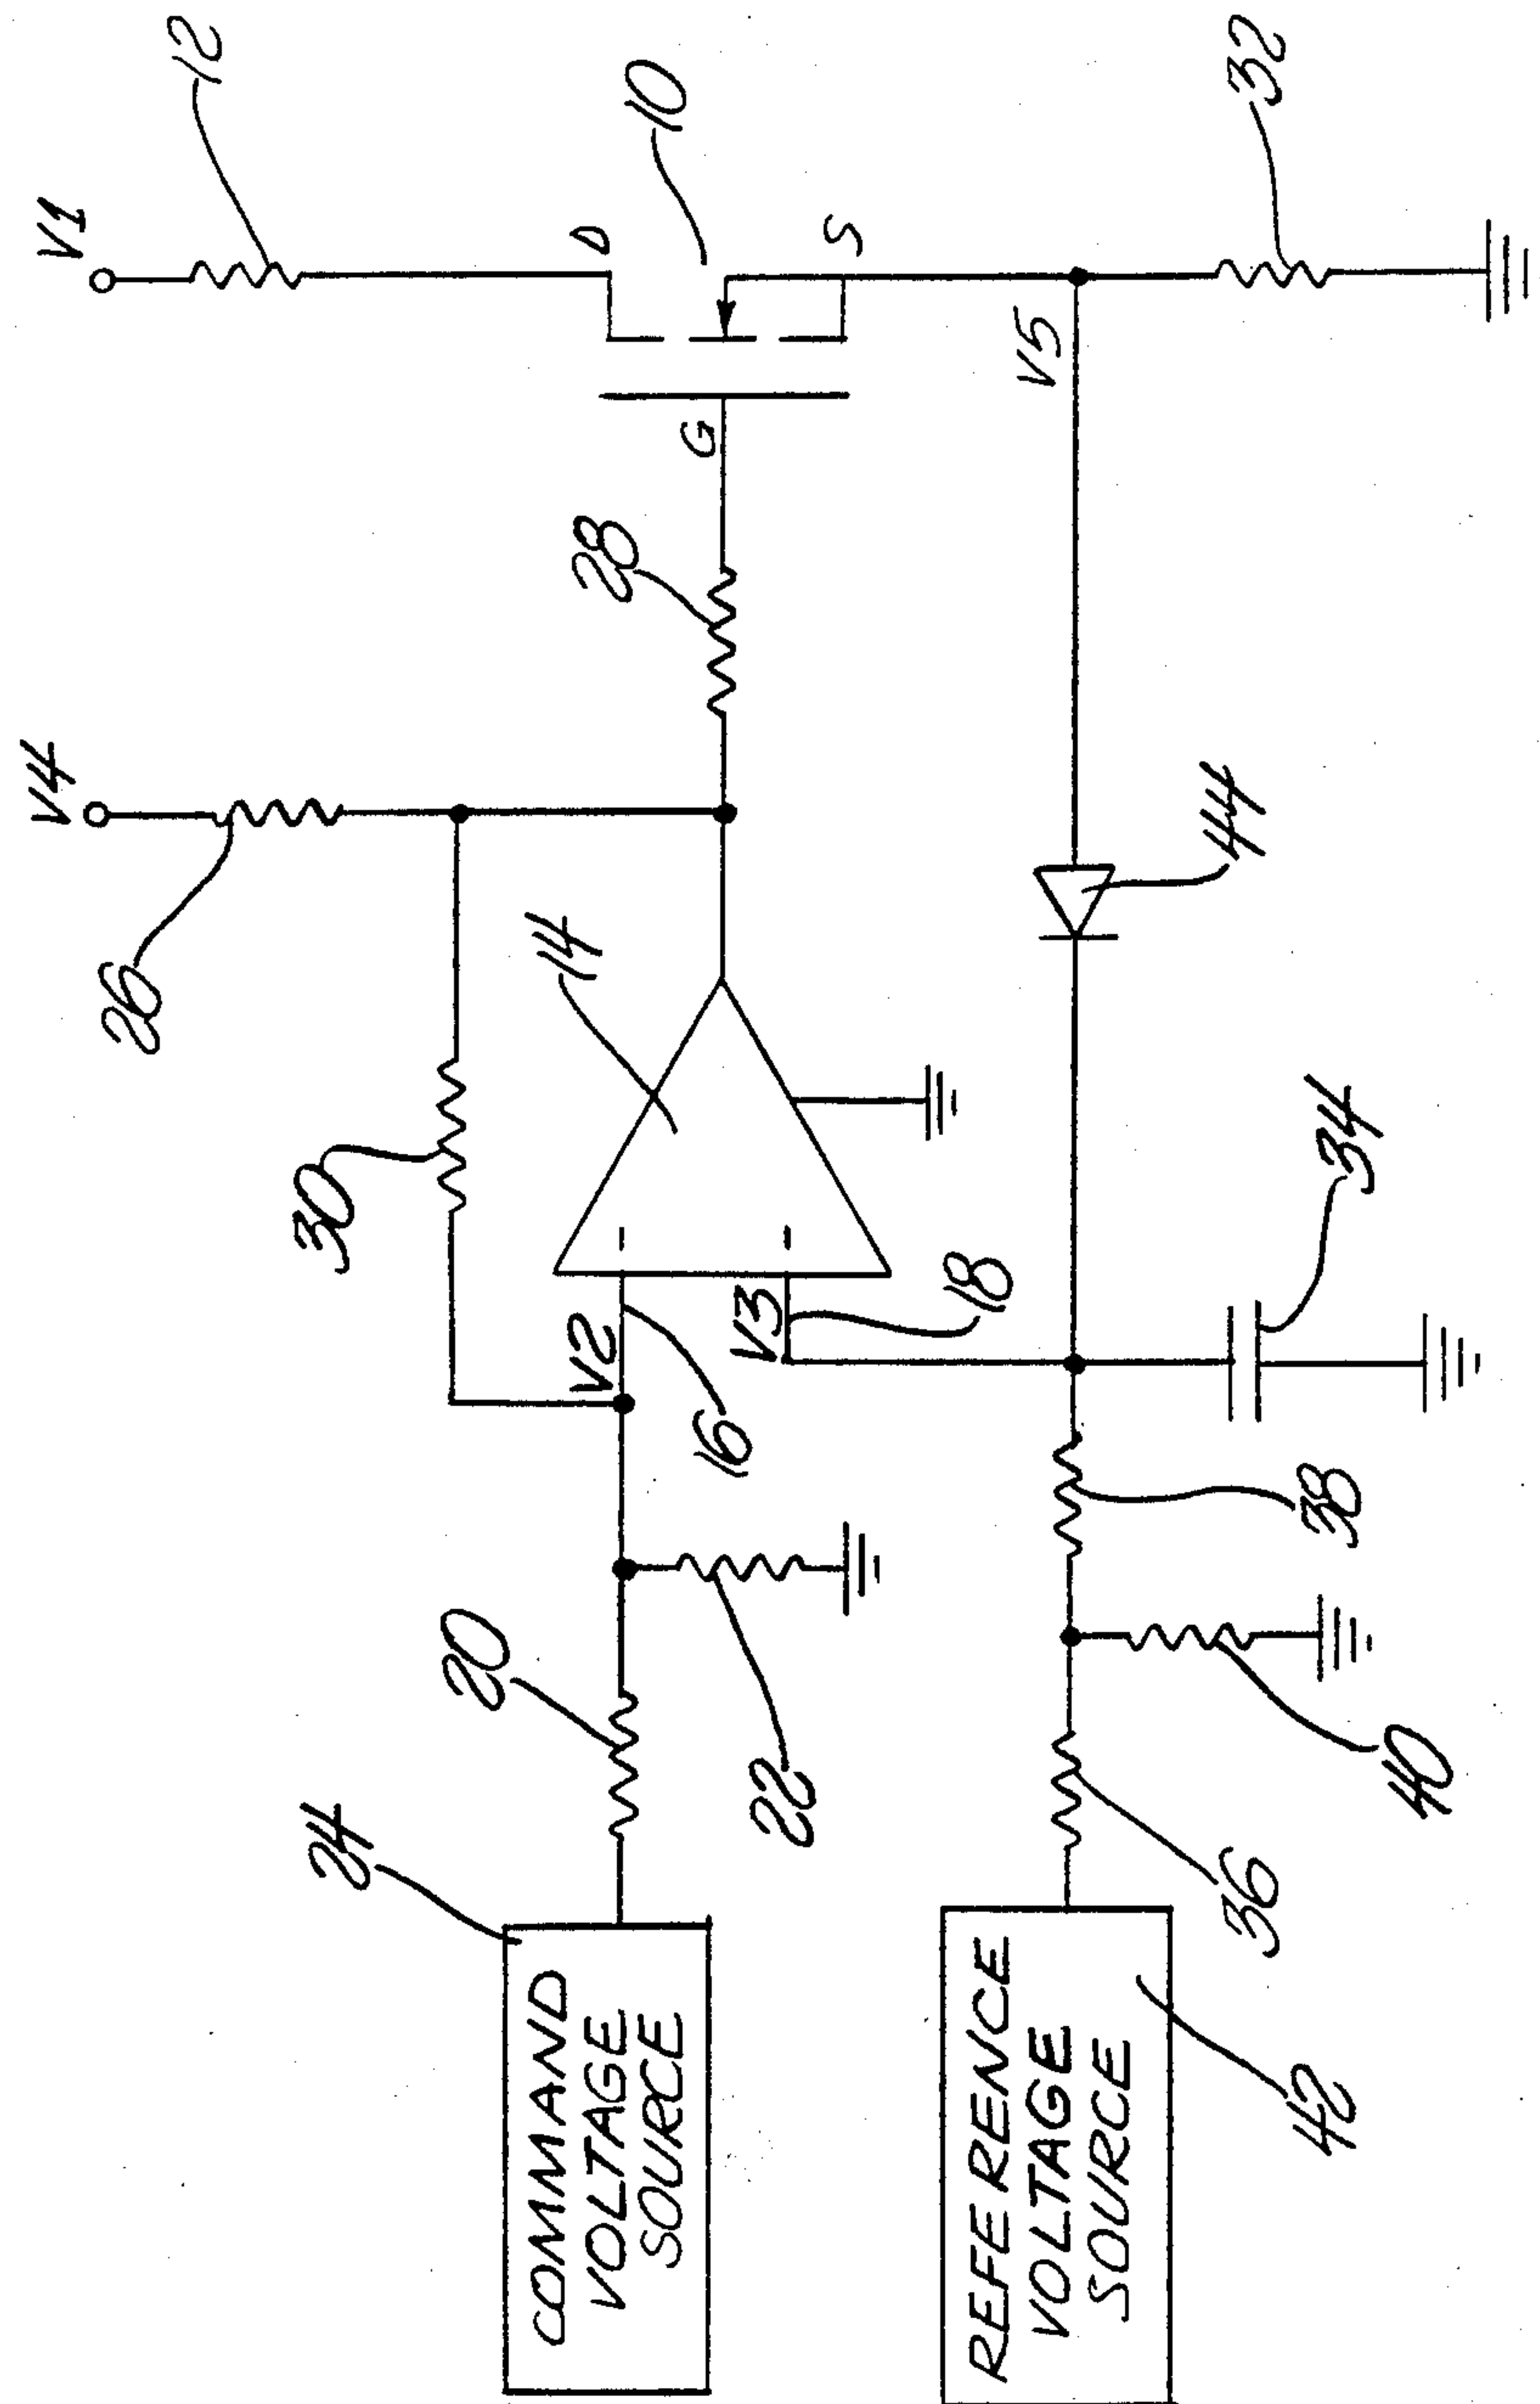 V4
V1
26
12
30
24
20
14
28
D
COMMAND
VOLTAGE
SOURCE
V2
-
10
G
16
22
V3
-
S
18
REFERENCE
VOLTAGE
SOURCE
V5
44
36
38
34
32
42
40